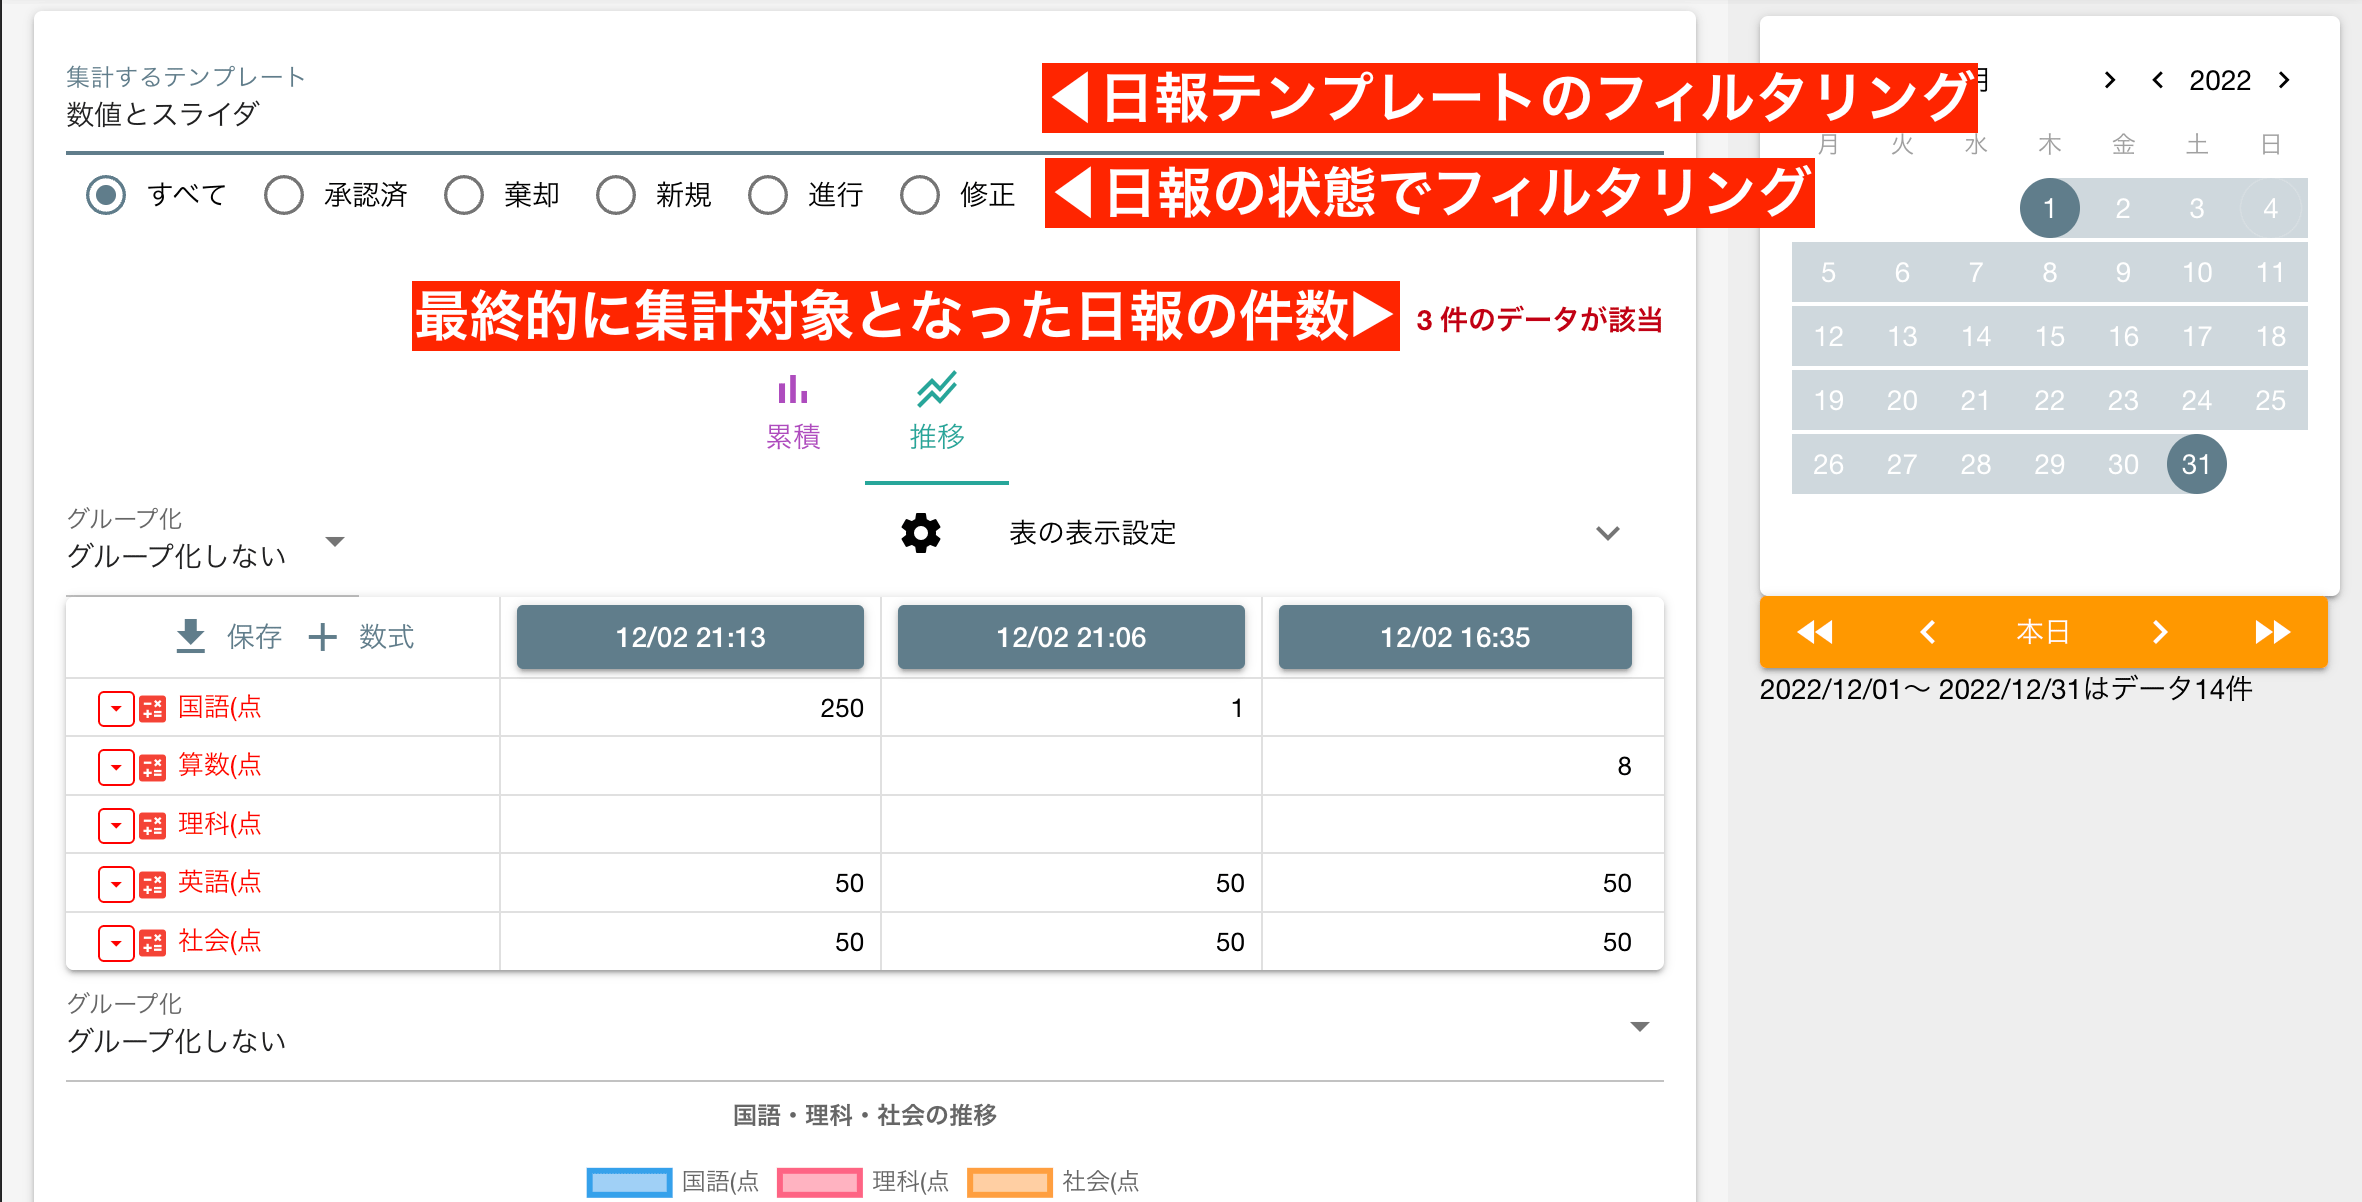 集計するテンプレート
数値とスライダ
◀日報テンプレートのフィルタリング
すべて 承認済 棄却 新規 進行 修正
◀日報の状態でフィルタリング
最終的に集計対象となった日報の件数▶
3 件のデータが該当
累積 推移
グループ化
グループ化しない
表の表示設定
保存 数式 12/02 21:13 12/02 21:06 12/02 16:35
国語(点 250 1
算数(点 8
理科(点
英語(点 50 50 50
社会(点 50 50 50
グループ化
グループ化しない
国語・理科・社会の推移
国語(点 理科(点 社会(点
月 2022
月 火 水 木 金 土 日
1 2 3 4
5 6 7 8 9 10 11
12 13 14 15 16 17 18
19 20 21 22 23 24 25
26 27 28 29 30 31
本日
2022/12/01〜 2022/12/31はデータ14件